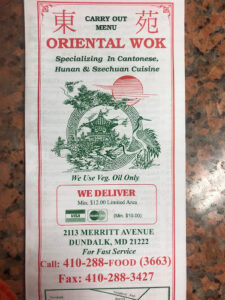 東 CARRY OUT 苑
MENU
ORIENTAL WOK
Specializing In Cantonese,
Hunan & Szechuan Cuisine
We Use Veg. Oil Only
WE DELIVER
Min. $12.00 Limited Area
VISA (Min. $15.00)
2113 MERRITT AVENUE
DUNDALK, MD 21222
For Fast Service
Call: 410-288-FOOD (3663)
Fax: 410-288-3427